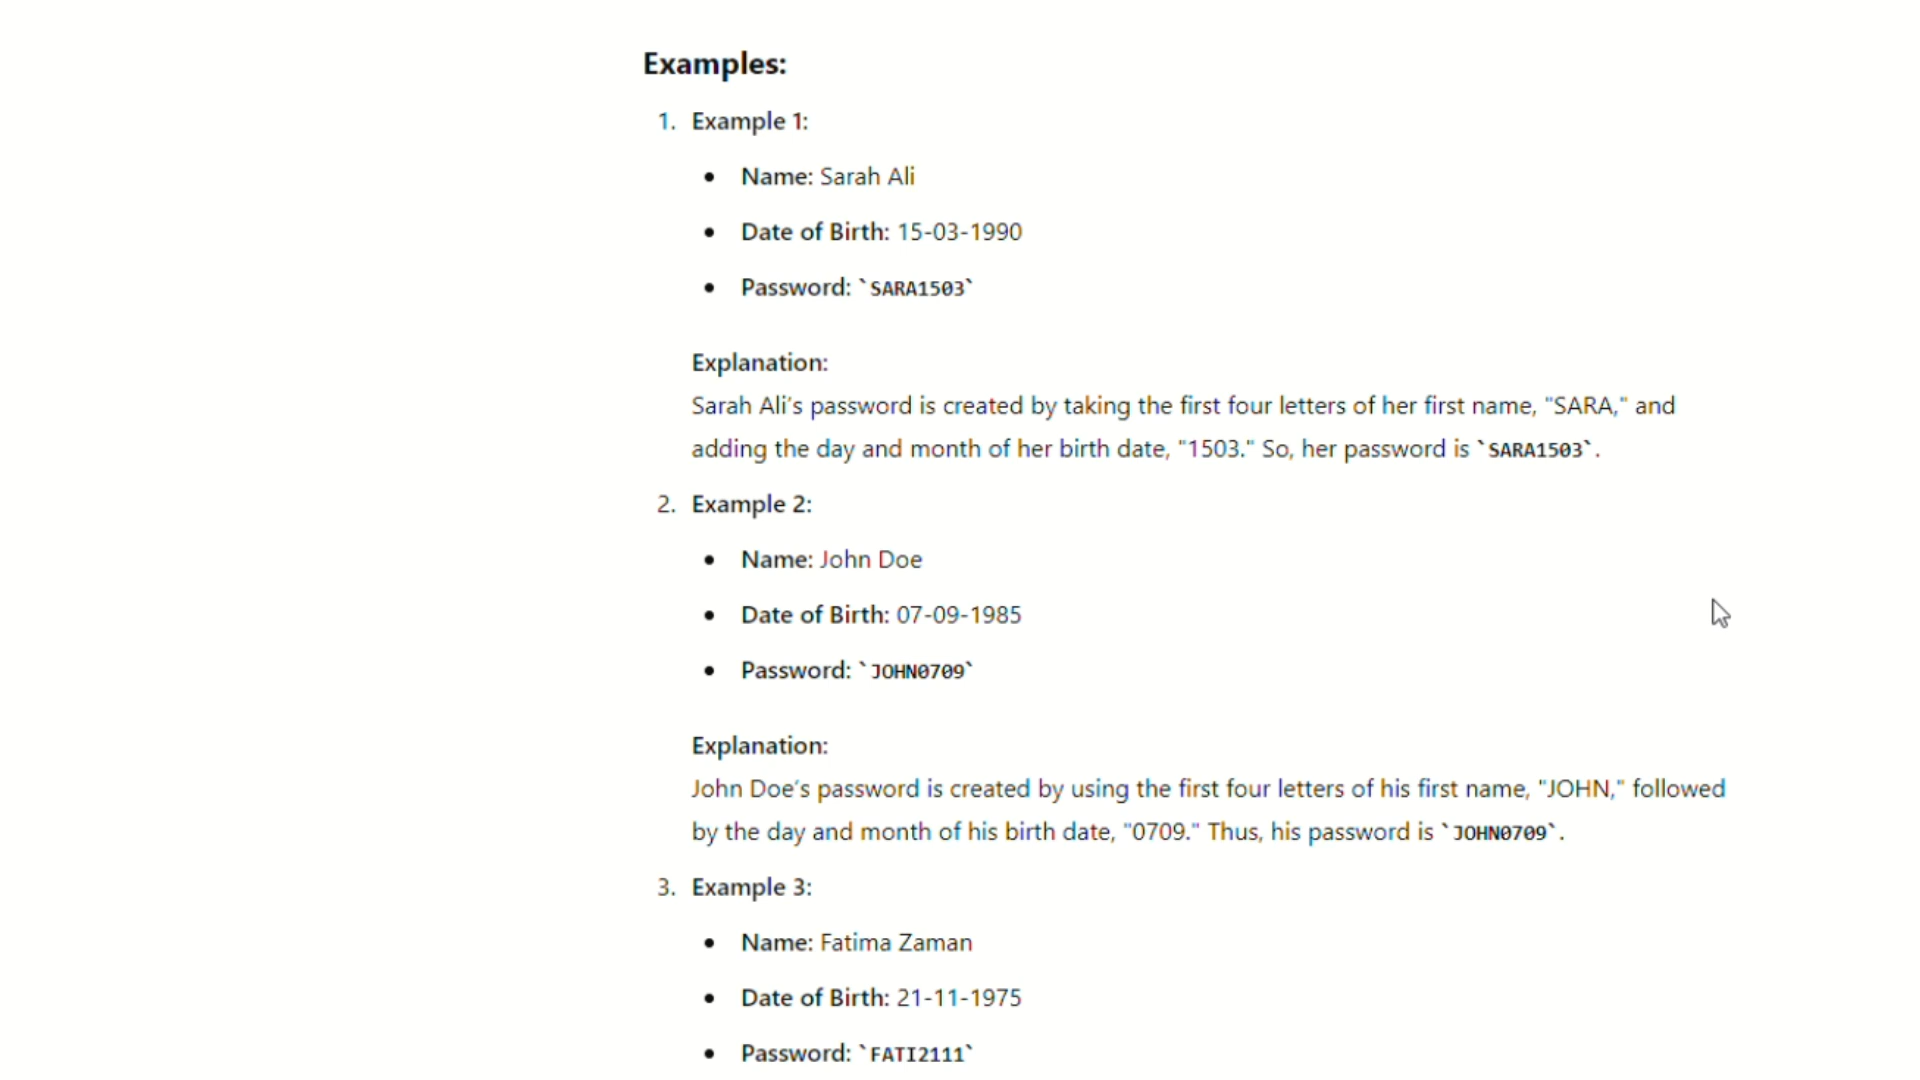 Examples:
1. Example 1:
• Name: Sarah Ali
• Date of Birth: 15-03-1990
• Password: `SARA1503`
Explanation:
Sarah Ali's password is created by taking the first four letters of her first name, "SARA," and
adding the day and month of her birth date, "1503." So, her password is `SARA1503`.
2. Example 2:
• Name: John Doe
• Date of Birth: 07-09-1985
• Password: `JOHN0709`
Explanation:
John Doe's password is created by using the first four letters of his first name, "JOHN," followed
by the day and month of his birth date, "0709." Thus, his password is `JOHN0709`.
3. Example 3:
• Name: Fatima Zaman
• Date of Birth: 21-11-1975
• Password: `FATI2111`